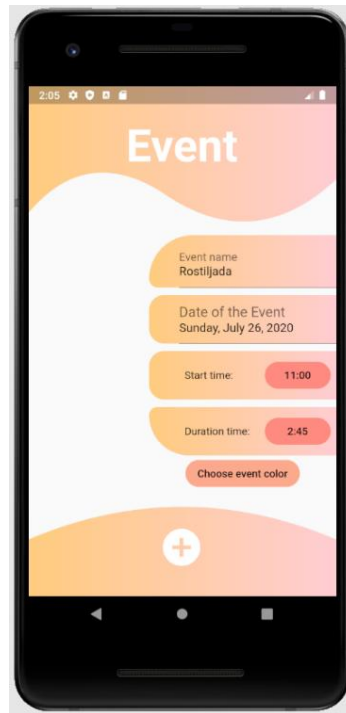 2:05
Event
Event name
Rostiljada
Date of the Event
Sunday, July 26, 2020
Start time: 11:00
Duration time: 2:45
Choose event color